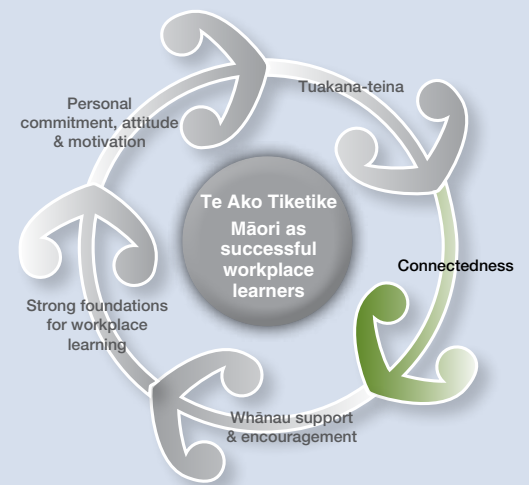 Tuakana-teina
Personal
commitment, attitude
& motivation
Te Ako Tiketike
Māori as
successful
workplace
learners
Connectedness
Strong foundations
for workplace
learning
Whānau support
& encouragement